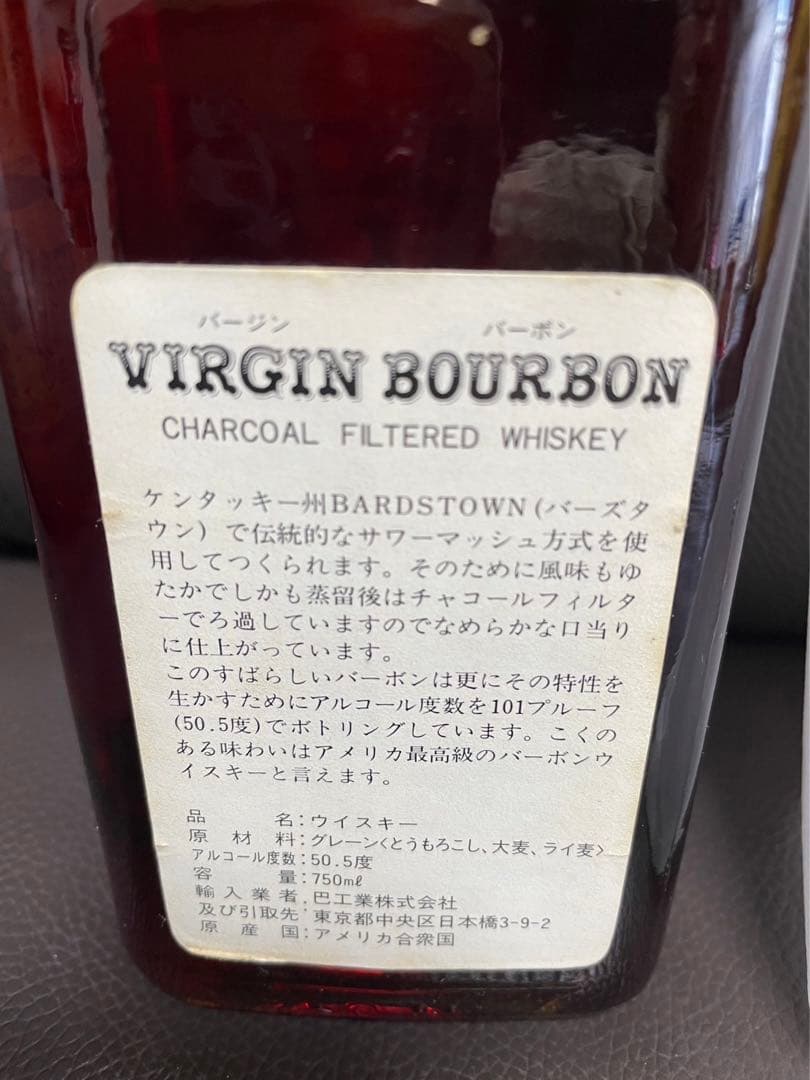 バージン バーボン
VIRGIN BOURBON
CHARCOAL FILTERED WHISKEY
ケンタッキー州BARDSTOWN(バーズタ
ウン)で伝統的なサワーマッシュ方式を使
用してつくられます。そのために風味もゆ
たかでしかも蒸留後はチャコールフィルタ
ーでろ過していますのでなめらかな口当り
に仕上がっています。
このすばらしいバーボンは更にその特性を
生かすためにアルコール度数を101プルーフ
(50.5度)でボトリングしています。こくの
ある味わいはアメリカ最高級のバーボンウ
イスキーと言えます。
品名:ウイスキー
原材料:グレーン<とうもろこし、大麦、ライ麦>
アルコール度数:50.5度
容量:750mℓ
輸入業者 巴工業株式会社
及び引取先:東京都中央区日本橋3-9-2
原産国:アメリカ合衆国